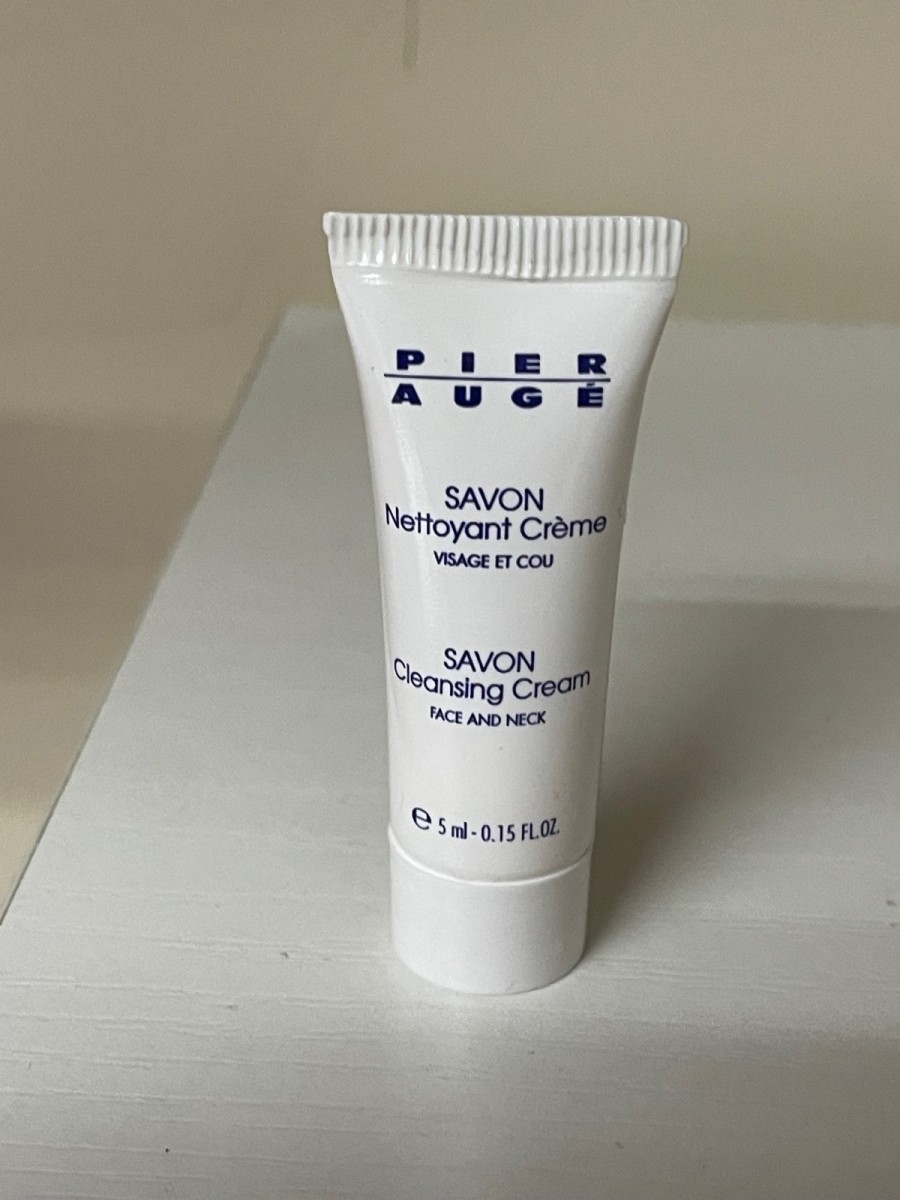 PIER
AUGÉ
SAVON
Nettoyant Crème
VISAGE ET COU
SAVON
Cleansing Cream
FACE AND NECK
e 5 ml - 0.15 FL.OZ.